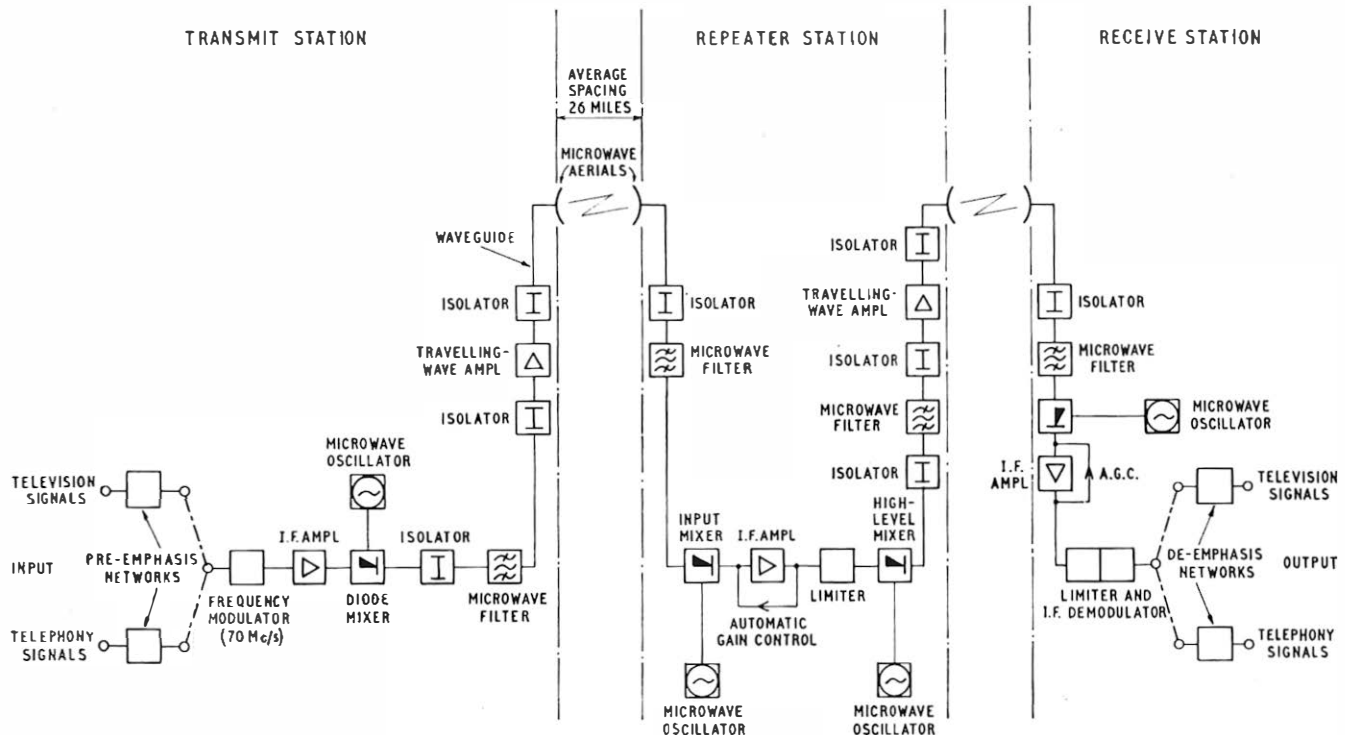 TRANSMIT STATION
REPEATER STATION
RECEIVE STATION
AVERAGE
SPACING
26 MILES
MICROWAVE
AERIALS
WAVEGUIDE
ISOLATOR
TRAVELLING-
WAVE AMPL
ISOLATOR
MICROWAVE
OSCILLATOR
TELEVISION
SIGNALS
INPUT
PRE-EMPHASIS
NETWORKS
TELEPHONY
SIGNALS
FREQUENCY
MODULATOR
(70 Mc/s)
I.F. AMPL
DIODE
MIXER
ISOLATOR
MICROWAVE
FILTER
ISOLATOR
MICROWAVE
FILTER
INPUT
MIXER
MICROWAVE
OSCILLATOR
I.F. AMPL
AUTOMATIC
GAIN CONTROL
LIMITER
HIGH-
LEVEL
MIXER
MICROWAVE
OSCILLATOR
ISOLATOR
TRAVELLING-
WAVE AMPL
ISOLATOR
MICROWAVE
FILTER
ISOLATOR
ISOLATOR
MICROWAVE
FILTER
MICROWAVE
OSCILLATOR
I.F.
AMPL
A.G.C.
LIMITER AND
I.F. DEMODULATOR
TELEVISION
SIGNALS
DE-EMPHASIS
NETWORKS
OUTPUT
TELEPHONY
SIGNALS